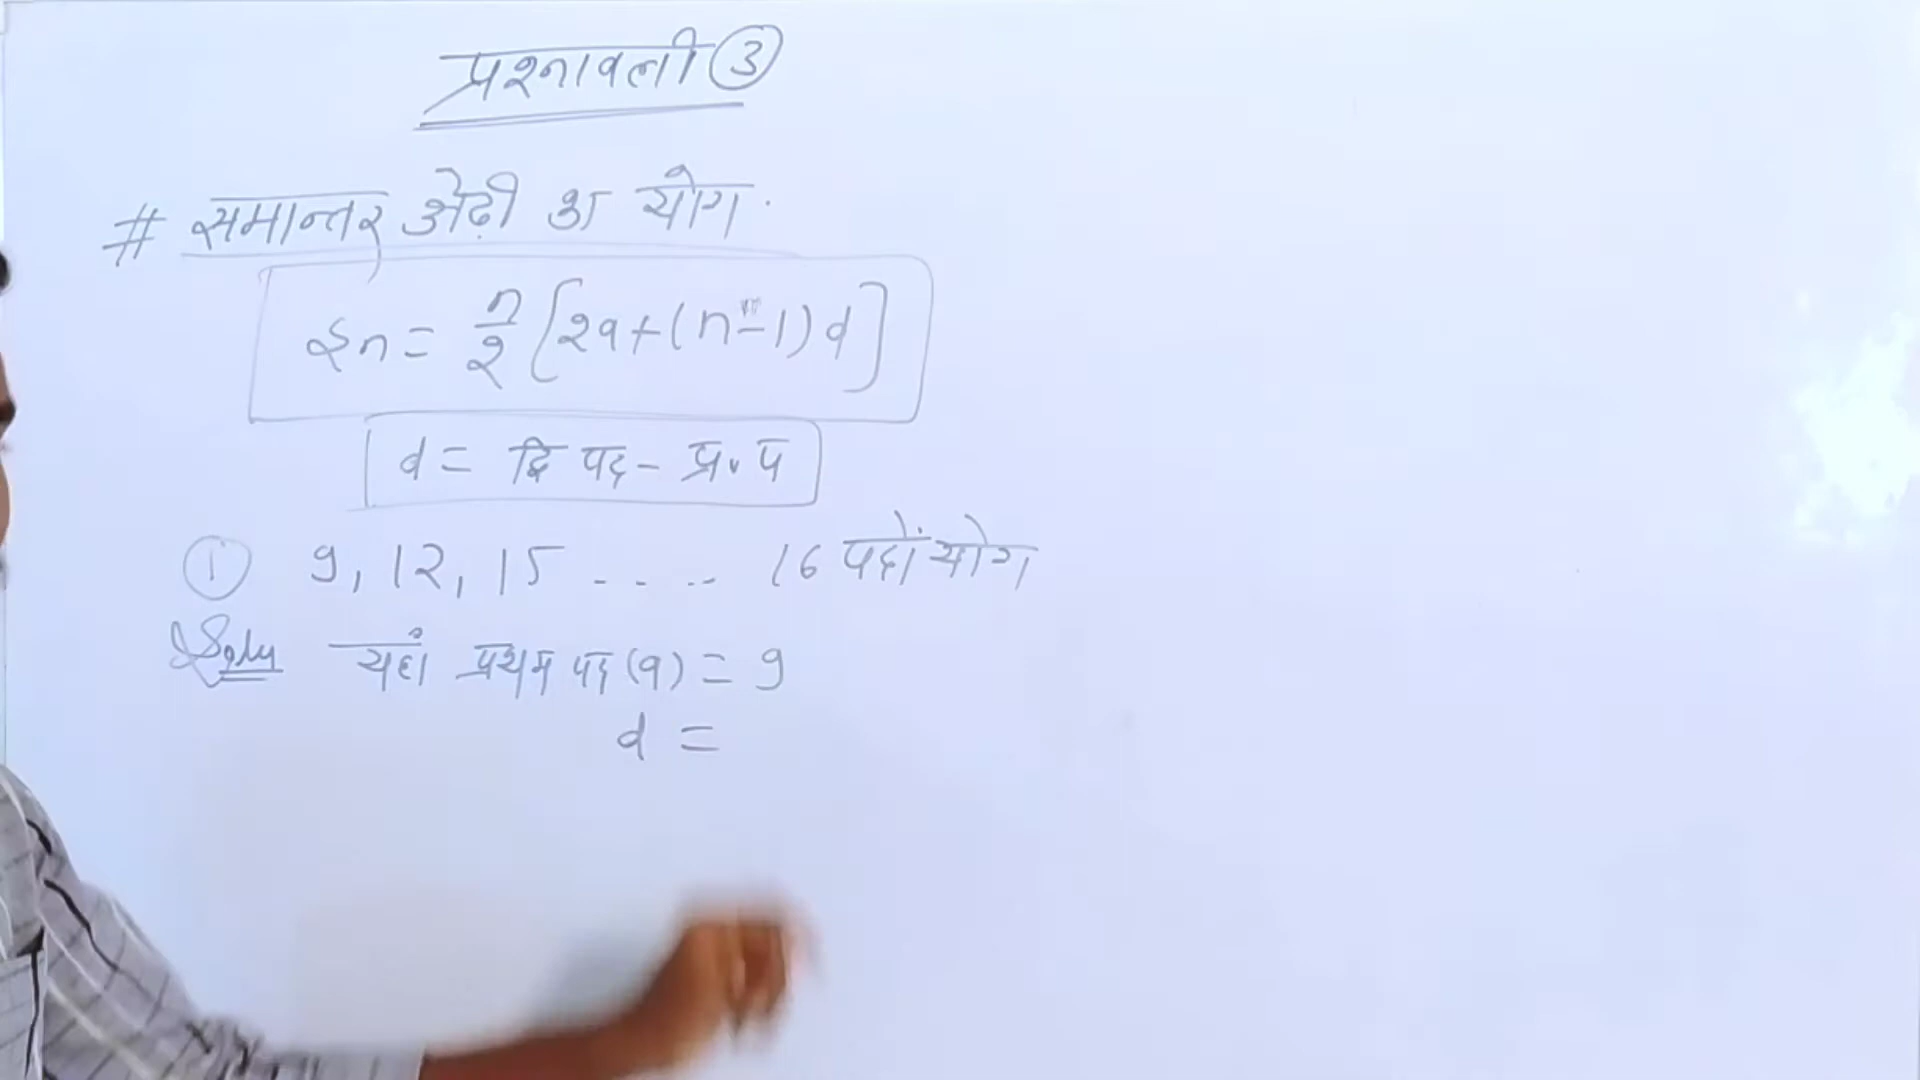 प्रश्नावली ③
# समान्तर श्रेढ़ी का योग.
Sn = n/2 [2a+(n-1)d]
d = द्वि पद - प्र. प
① 9, 12, 15 - - - -- 16 पदों योग
Solu यहां प्रथम पद (a) = 9
d =